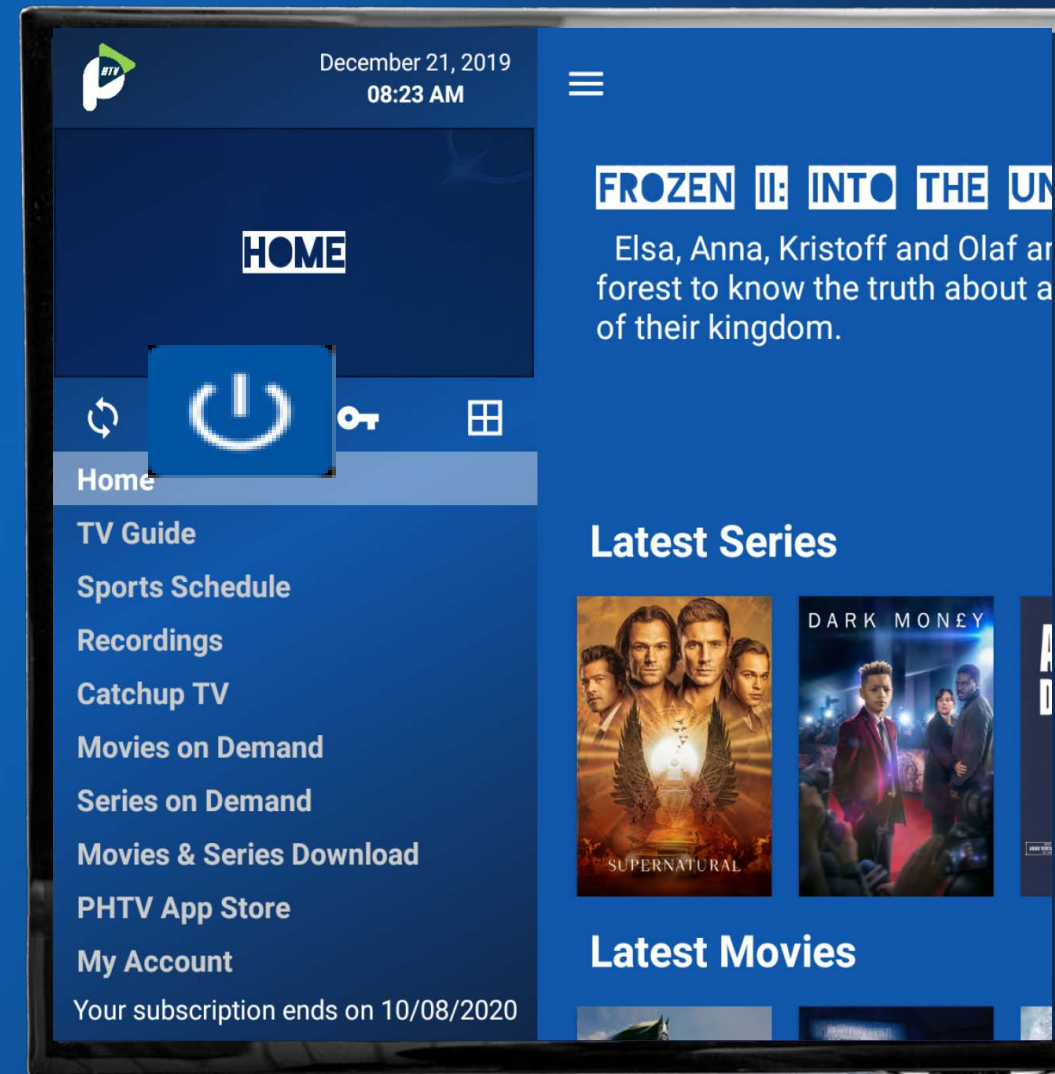 HTV
December 21, 2019
08:23 AM
HOME
Home
TV Guide
Sports Schedule
Recordings
Catchup TV
Movies on Demand
Series on Demand
Movies & Series Download
PHTV App Store
My Account
Your subscription ends on 10/08/2020
FROZEN II: INTO THE UN
Elsa, Anna, Kristoff and Olaf ar
forest to know the truth about a
of their kingdom.
Latest Series
SUPERNATURAL
DARK MON£Y
A
D
Latest Movies